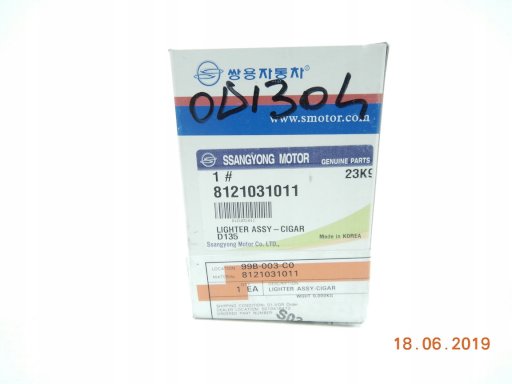 쌍용자동차®
OD1304
www.smotor.com
SSANGYONG MOTOR GENUINE PARTS
1 # 23K9
8121031011
LIGHTER ASSY-CIGAR
D135
Ssangyong Motor Co., LTD., Made in KOREA
LOCATION 99B-003-C0
8121031011
1 EA LIGHTER ASSY-CIGAR
18.06.2019